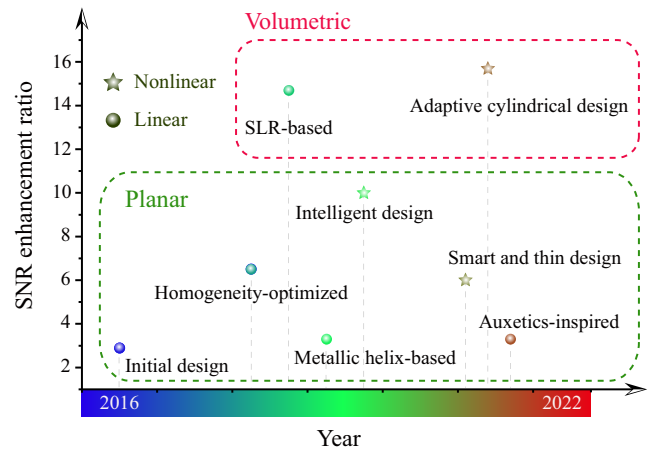 Volumetric
16
Nonlinear
Adaptive cylindrical design
14
Linear
SLR-based
12
10
Planar
Intelligent design
8
Smart and thin design
6
Homogeneity-optimized
4
Auxetics-inspired
Initial design
Metallic helix-based
2
SNR enhancement ratio
2016
2022
Year